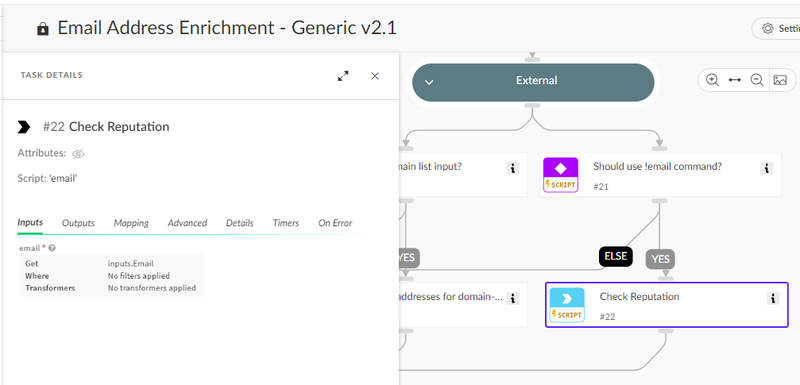 Email Address Enrichment - Generic v2.1
TASK DETAILS
#22 Check Reputation
Attributes:
Script: 'email'
Inputs Outputs Mapping Advanced Details Timers On Error
email *
Get inputs.Email
Where No filters applied
Transformers No transformers applied
External
list input?
Should use !email command?
SCRIPT
#21
YES
ELSE
YES
addresses for domain-...
Check Reputation
SCRIPT
#22